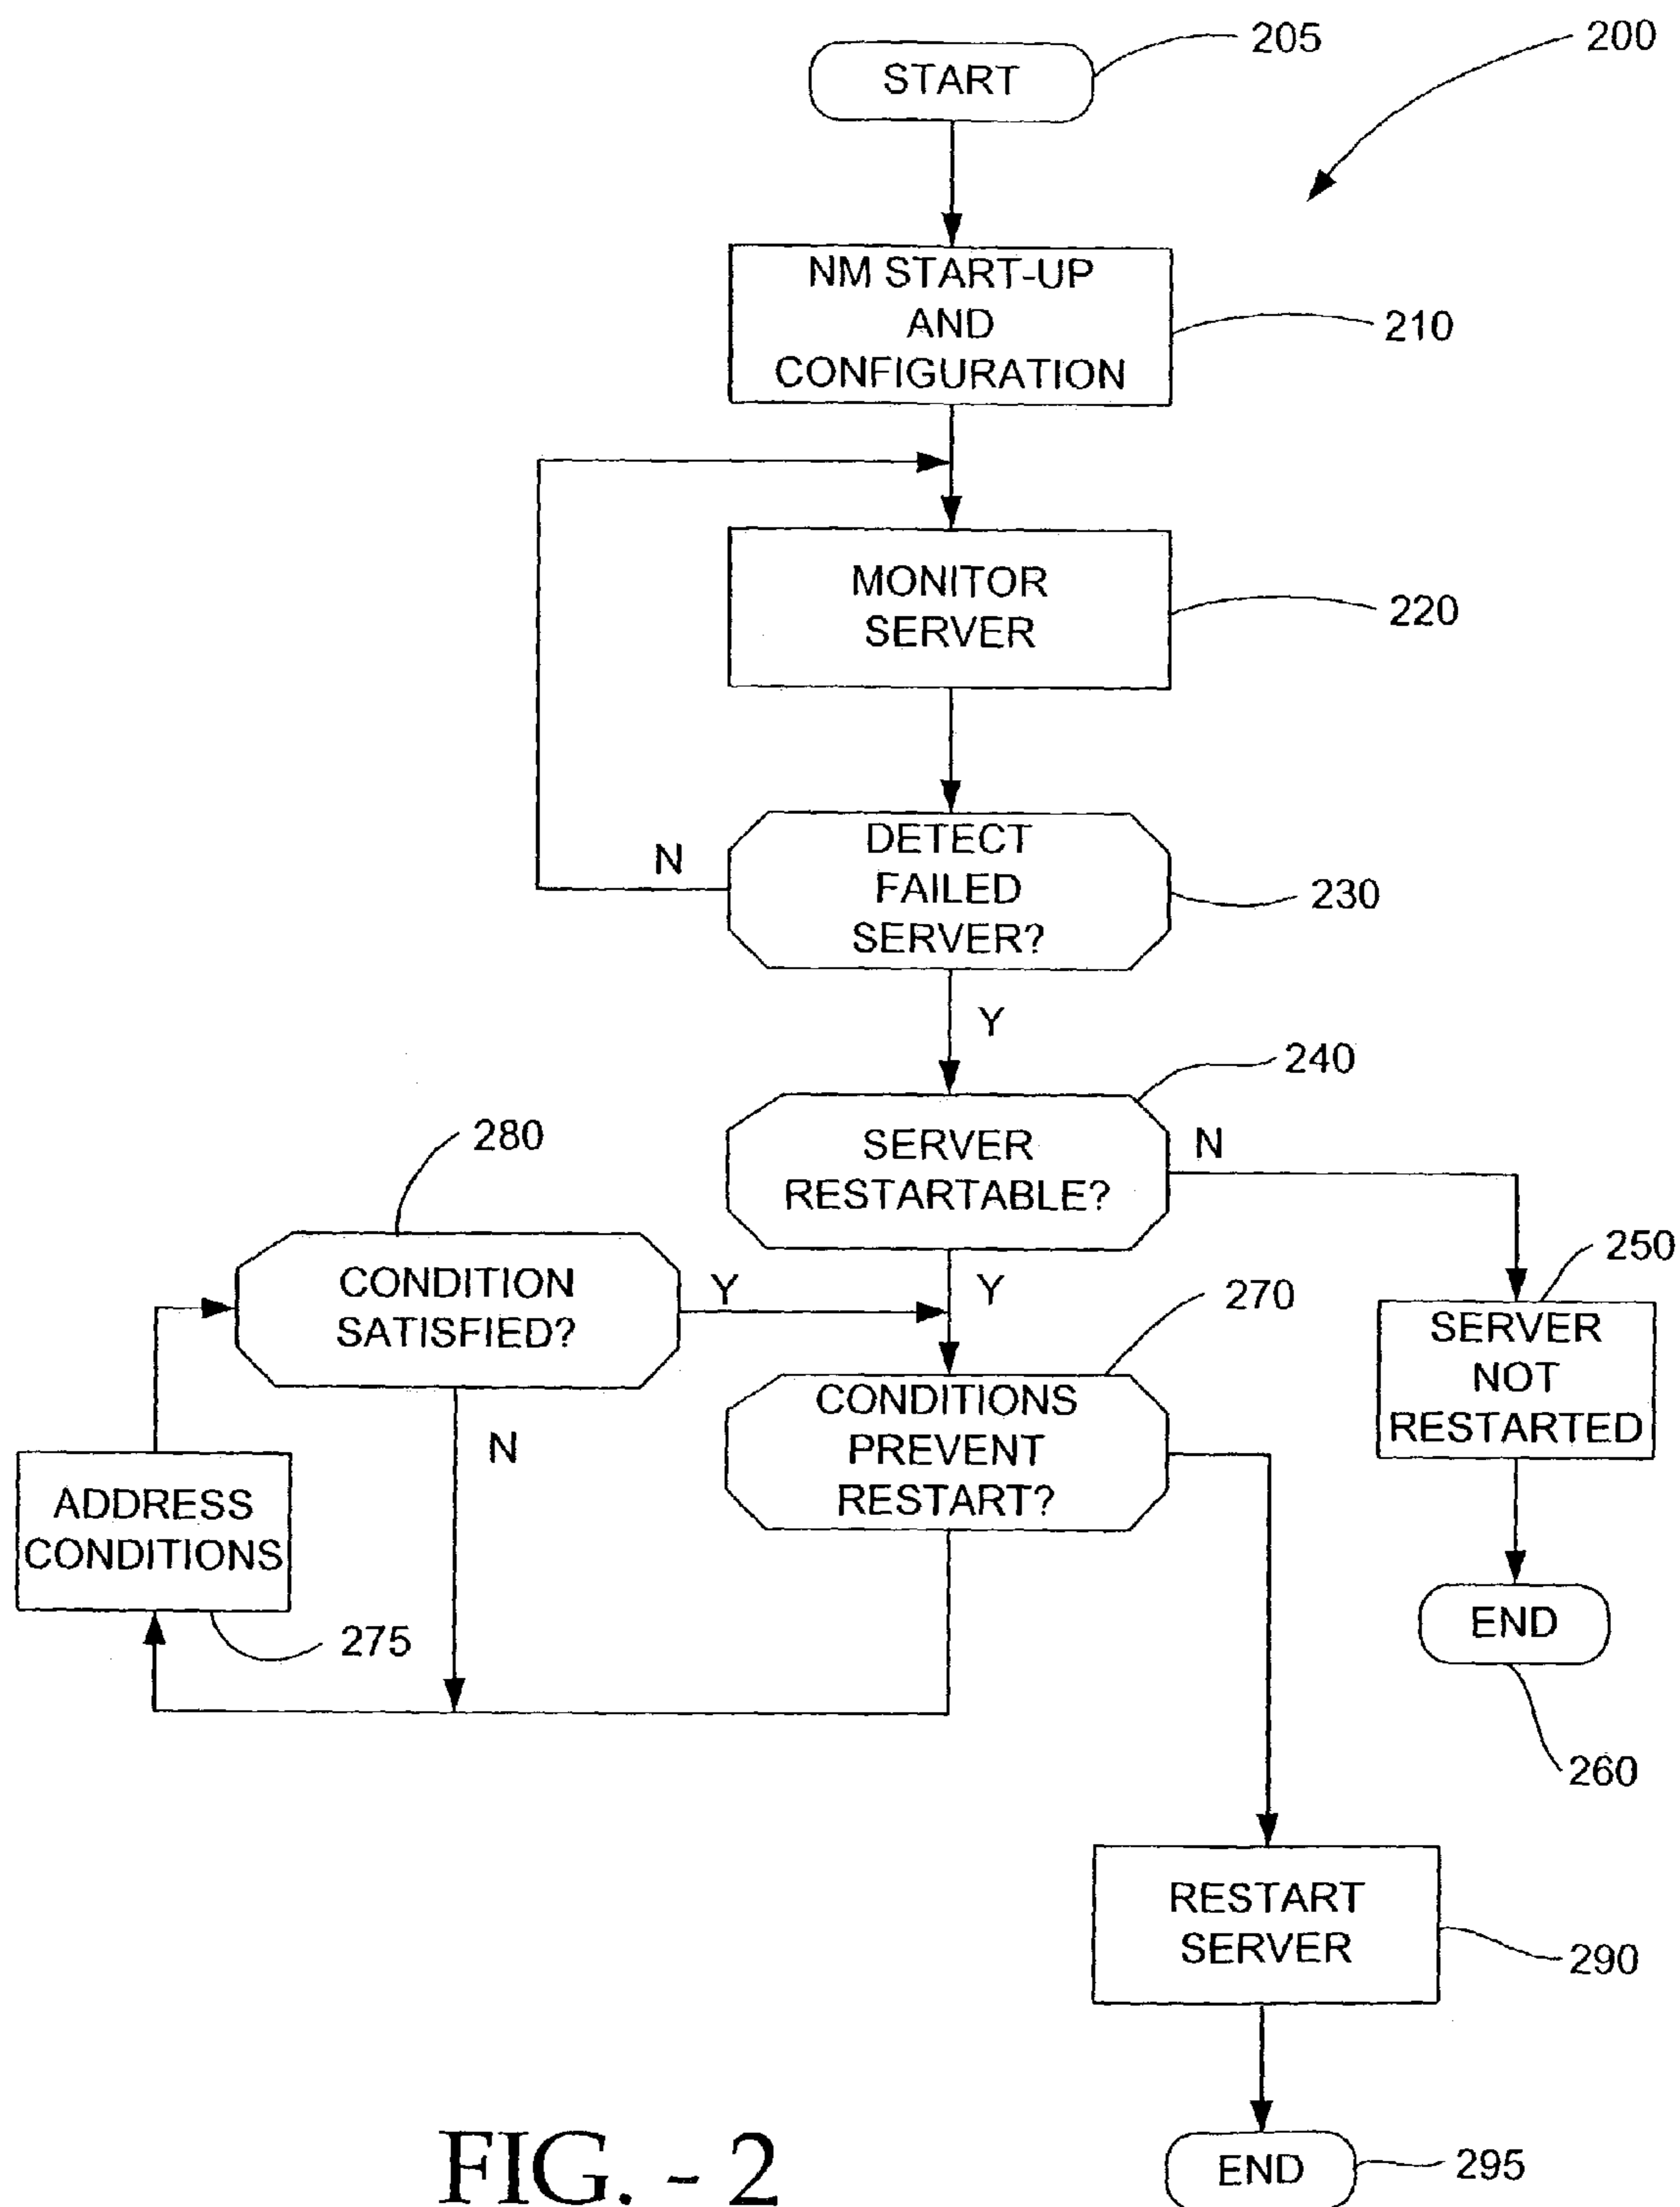 205
200
START
NM START-UP
AND
CONFIGURATION
210
MONITOR
SERVER
220
DETECT
FAILED
SERVER?
N
230
Y
240
SERVER
RESTARTABLE?
N
280
CONDITION
SATISFIED?
Y
Y
270
250
SERVER
NOT
RESTARTED
CONDITIONS
PREVENT
RESTART?
N
ADDRESS
CONDITIONS
275
END
260
RESTART
SERVER
290
END
295
FIG. - 2